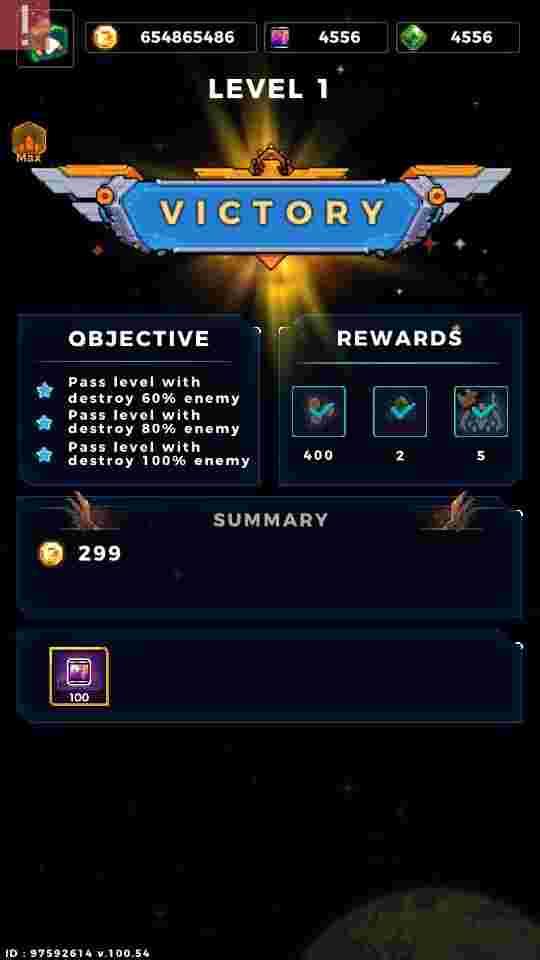 654865486
4556
4556
LEVEL 1
Max
VICTORY
OBJECTIVE
Pass level with
destroy 60% enemy
Pass level with
destroy 80% enemy
Pass level with
destroy 100% enemy
REWARDS
400
2
5
SUMMARY
299
100
ID : 97592614 v.100.54